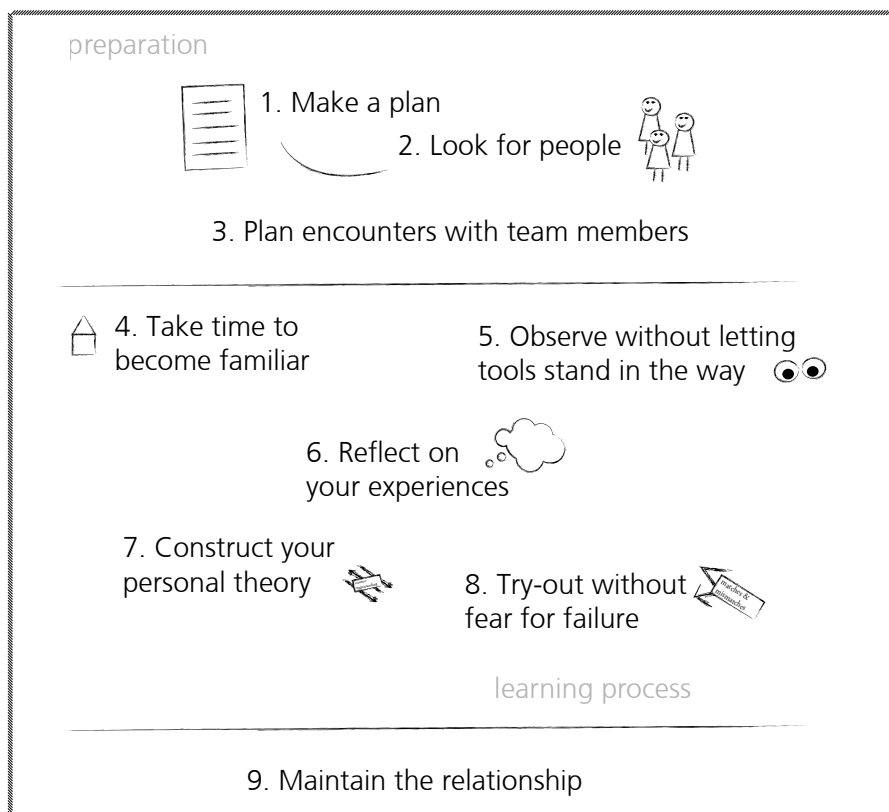 preparation
1. Make a plan
2. Look for people
3. Plan encounters with team members
4. Take time to
become familiar
5. Observe without letting
tools stand in the way
6. Reflect on
your experiences
7. Construct your
personal theory
8. Try-out without
fear for failure
matches &
mismatches
learning process
9. Maintain the relationship